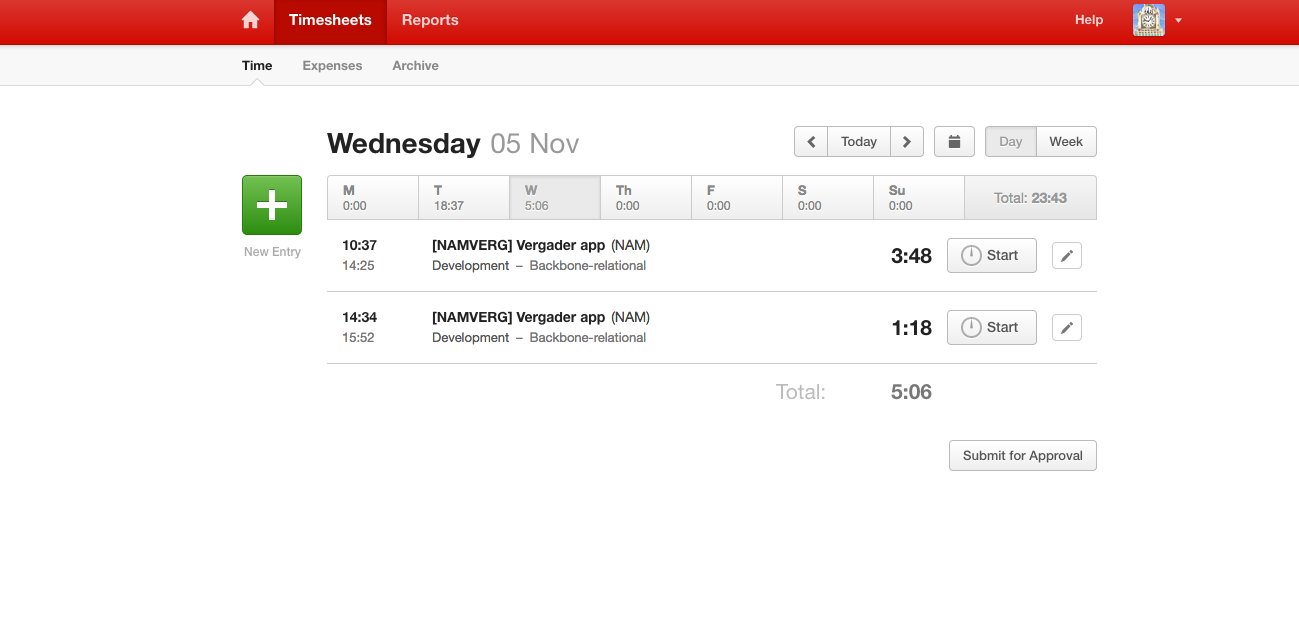 Timesheets Reports Help
Time Expenses Archive
Wednesday 05 Nov Today Day Week
M T W Th F S Su
0:00 18:37 5:06 0:00 0:00 0:00 0:00 Total: 23:43
New Entry
10:37 [NAMVERG] Vergader app (NAM) 3:48 Start
14:25 Development – Backbone-relational
14:34 [NAMVERG] Vergader app (NAM) 1:18 Start
15:52 Development – Backbone-relational
Total: 5:06
Submit for Approval